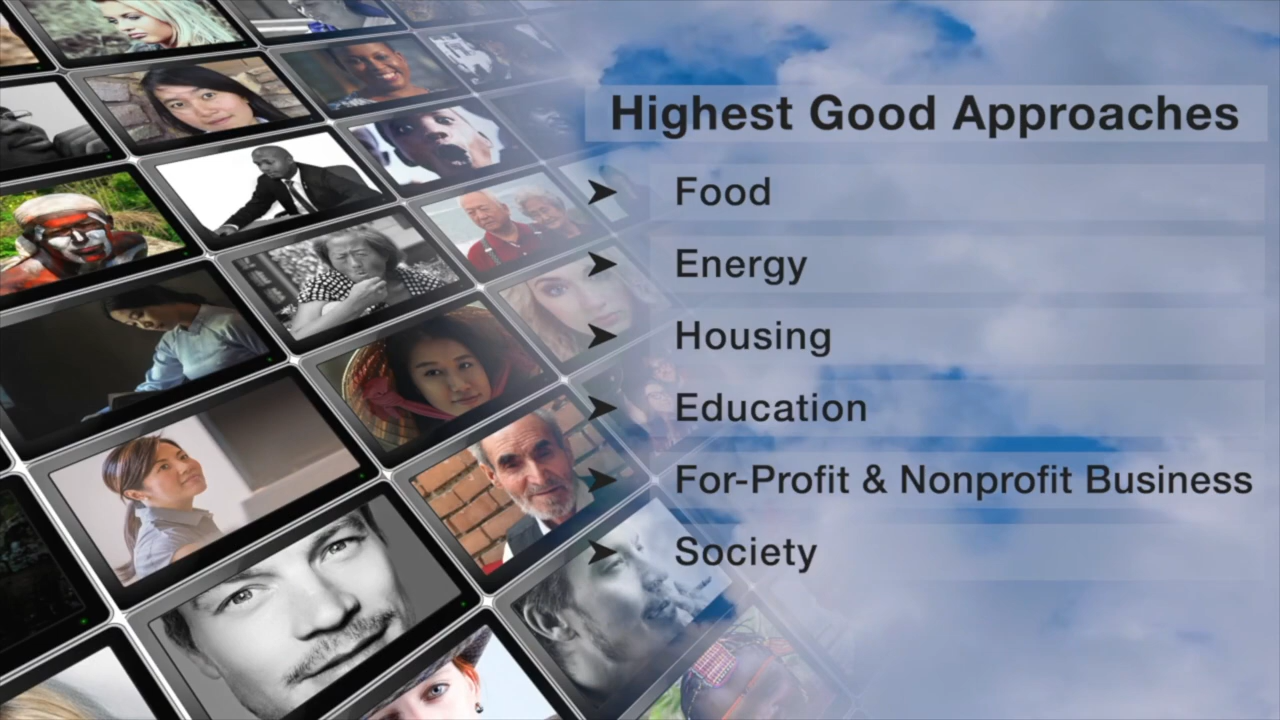 Highest Good Approaches
Food
Energy
Housing
Education
For-Profit & Nonprofit Business
Society